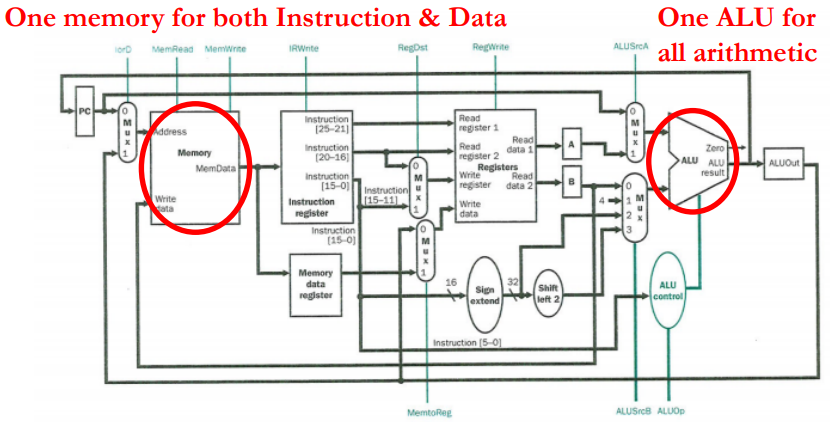 One memory for both Instruction & Data
One ALU for
all arithmetic
IorD
MemRead
MemWrite
IRWrite
RegDst
RegWrite
ALUSrcA
PC
0
M
u
x
1
Address
Memory
MemData
Write
data
Instruction
[25–21]
Instruction
[20–16]
Instruction
[15–0]
Instruction
register
Instruction
[15–0]
Memory
data
register
Instruction
[15–11]
0
M
u
x
1
0
M
u
x
1
Read
register 1
Read
register 2
Registers
Write
register
Write
data
Read
data 1
Read
data 2
A
B
4
0
M
u
x
1
0
1 M
u
2 x
3
Zero
ALU ALU
result
ALUOut
16
Sign
extend
32
Shift
left 2
ALU
control
Instruction [5–0]
MemtoReg
ALUSrcB
ALUOp